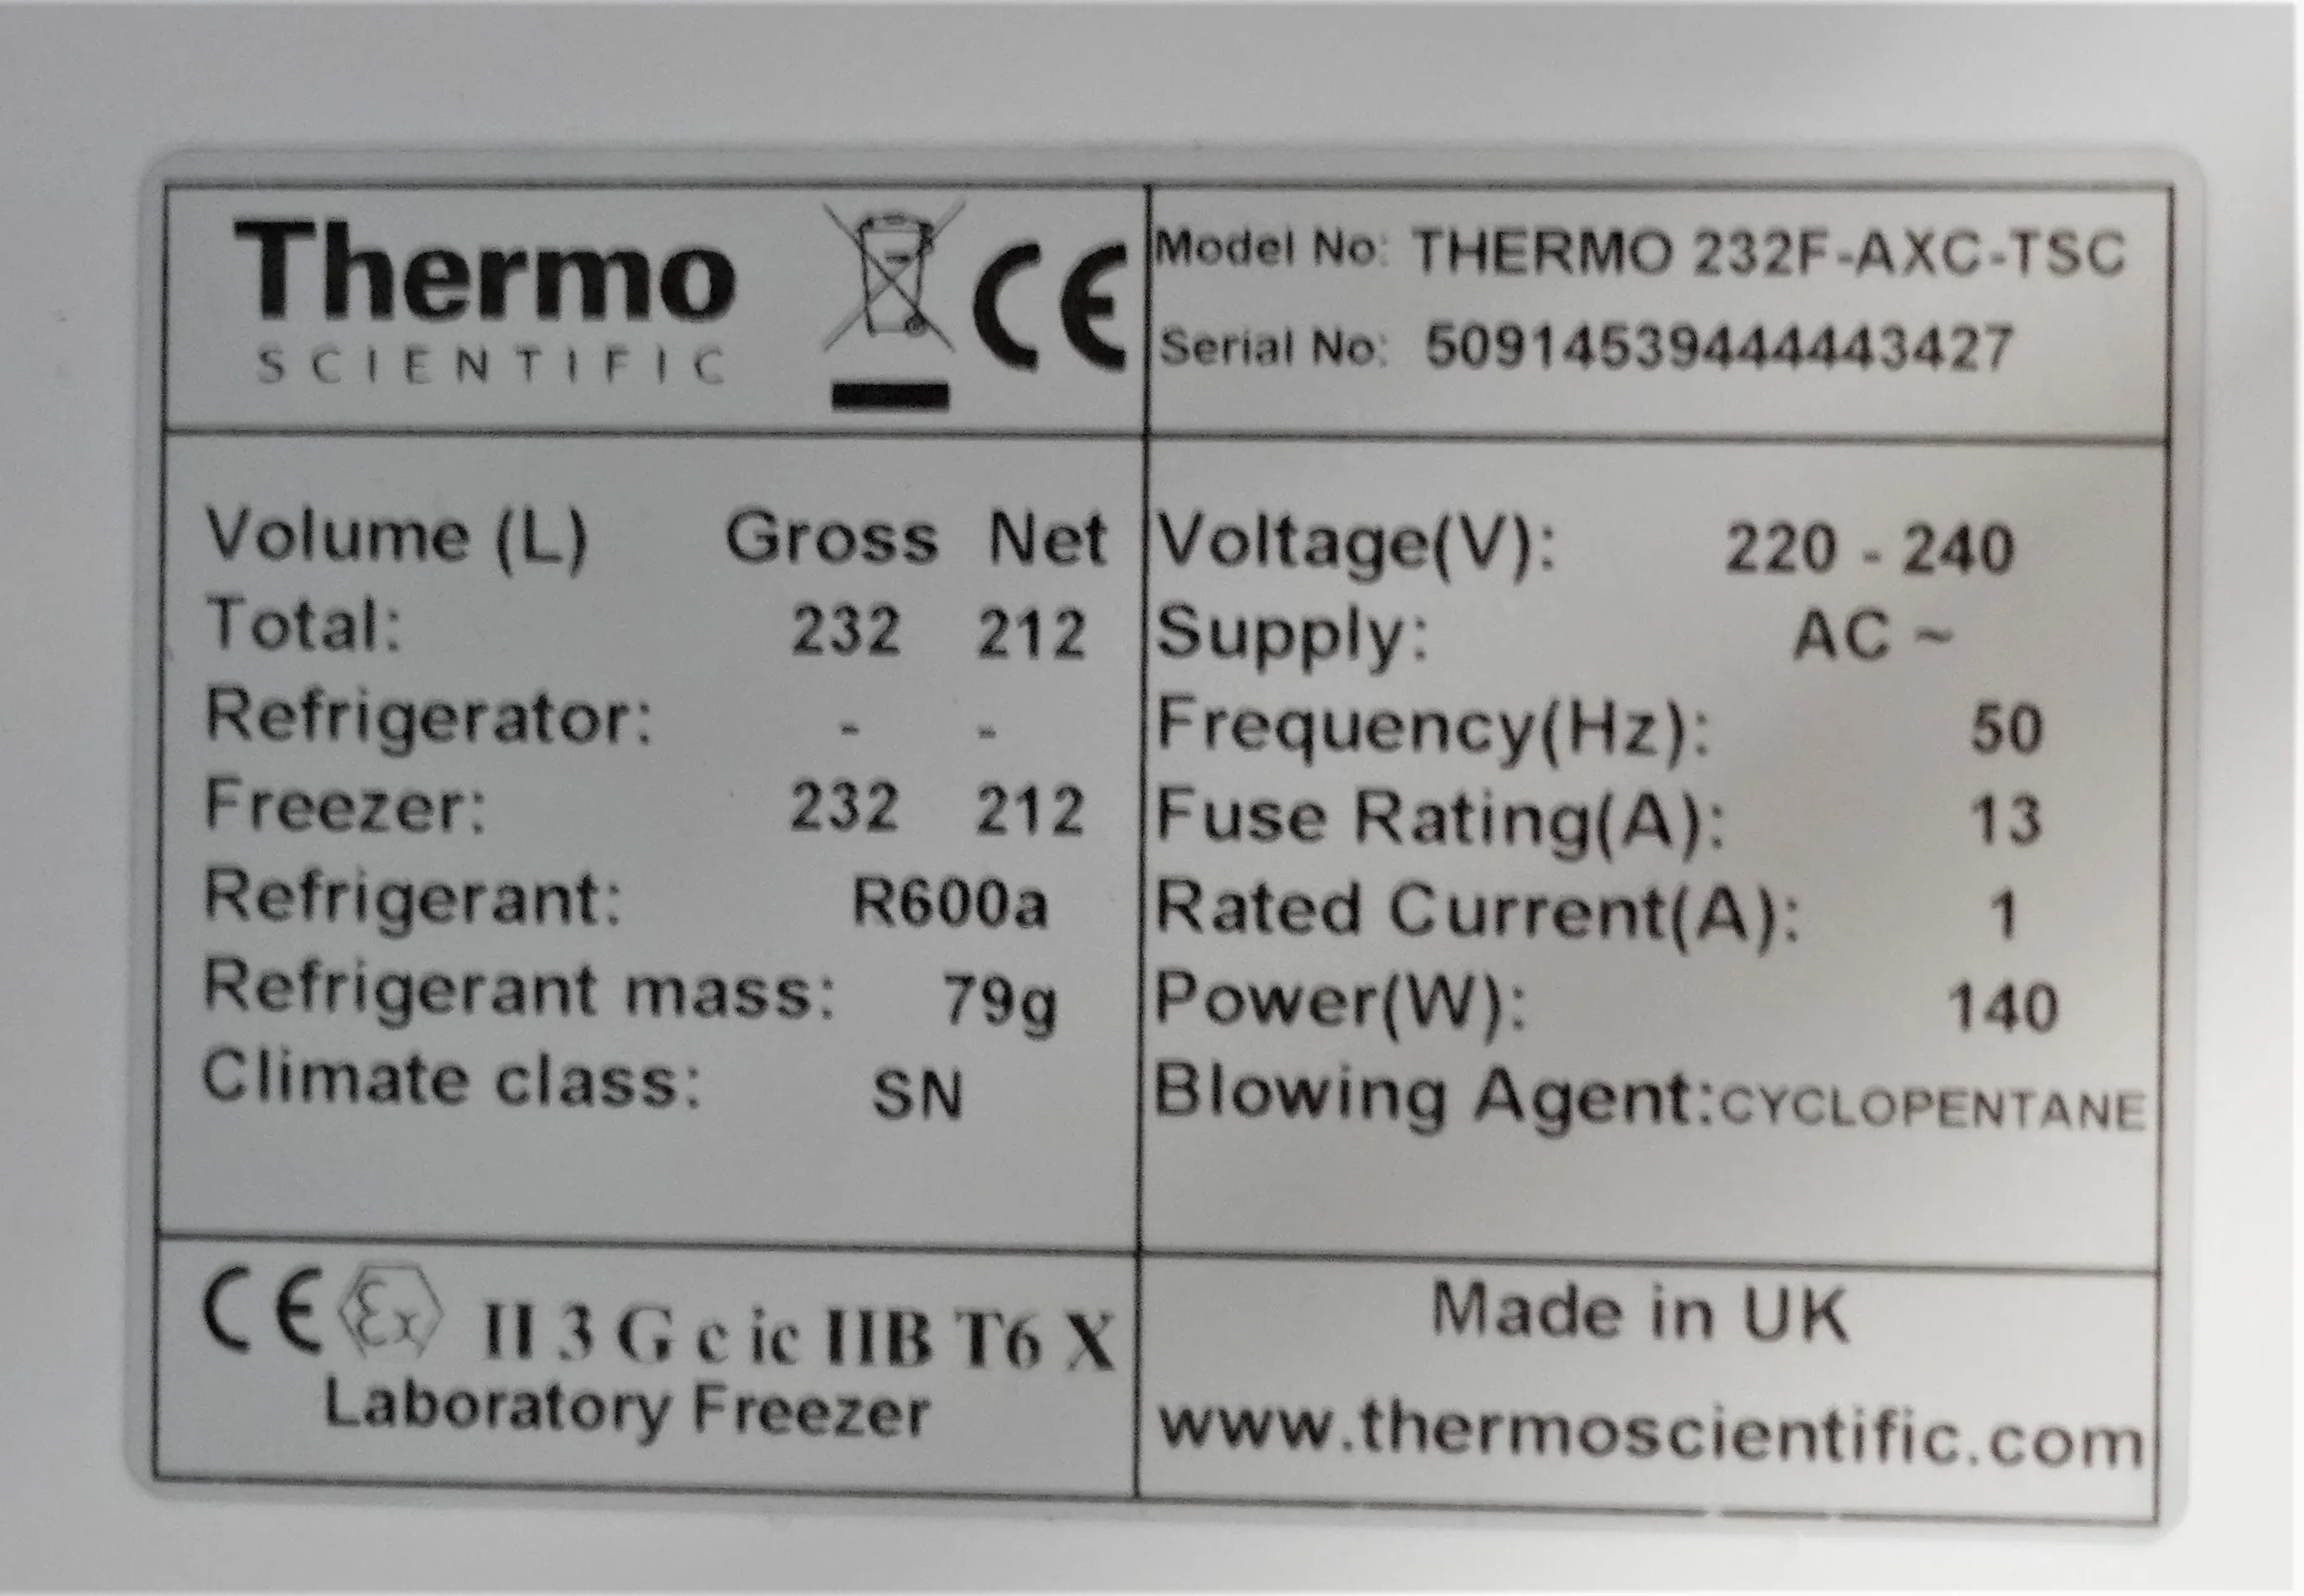 Thermo
SCIENTIFIC
CE
Model No: THERMO 232F-AXC-TSC
Serial No: 50914539444443427
Volume (L) Gross Net
Total: 232 212
Refrigerator: - -
Freezer: 232 212
Refrigerant: R600a
Refrigerant mass: 79g
Climate class: SN
Voltage(V): 220 - 240
Supply: AC ~
Frequency(Hz): 50
Fuse Rating(A): 13
Rated Current(A): 1
Power(W): 140
Blowing Agent:CYCLOPENTANE
CE Ex II 3 G c ic IIB T6 X
Laboratory Freezer
Made in UK
www.thermoscientific.com